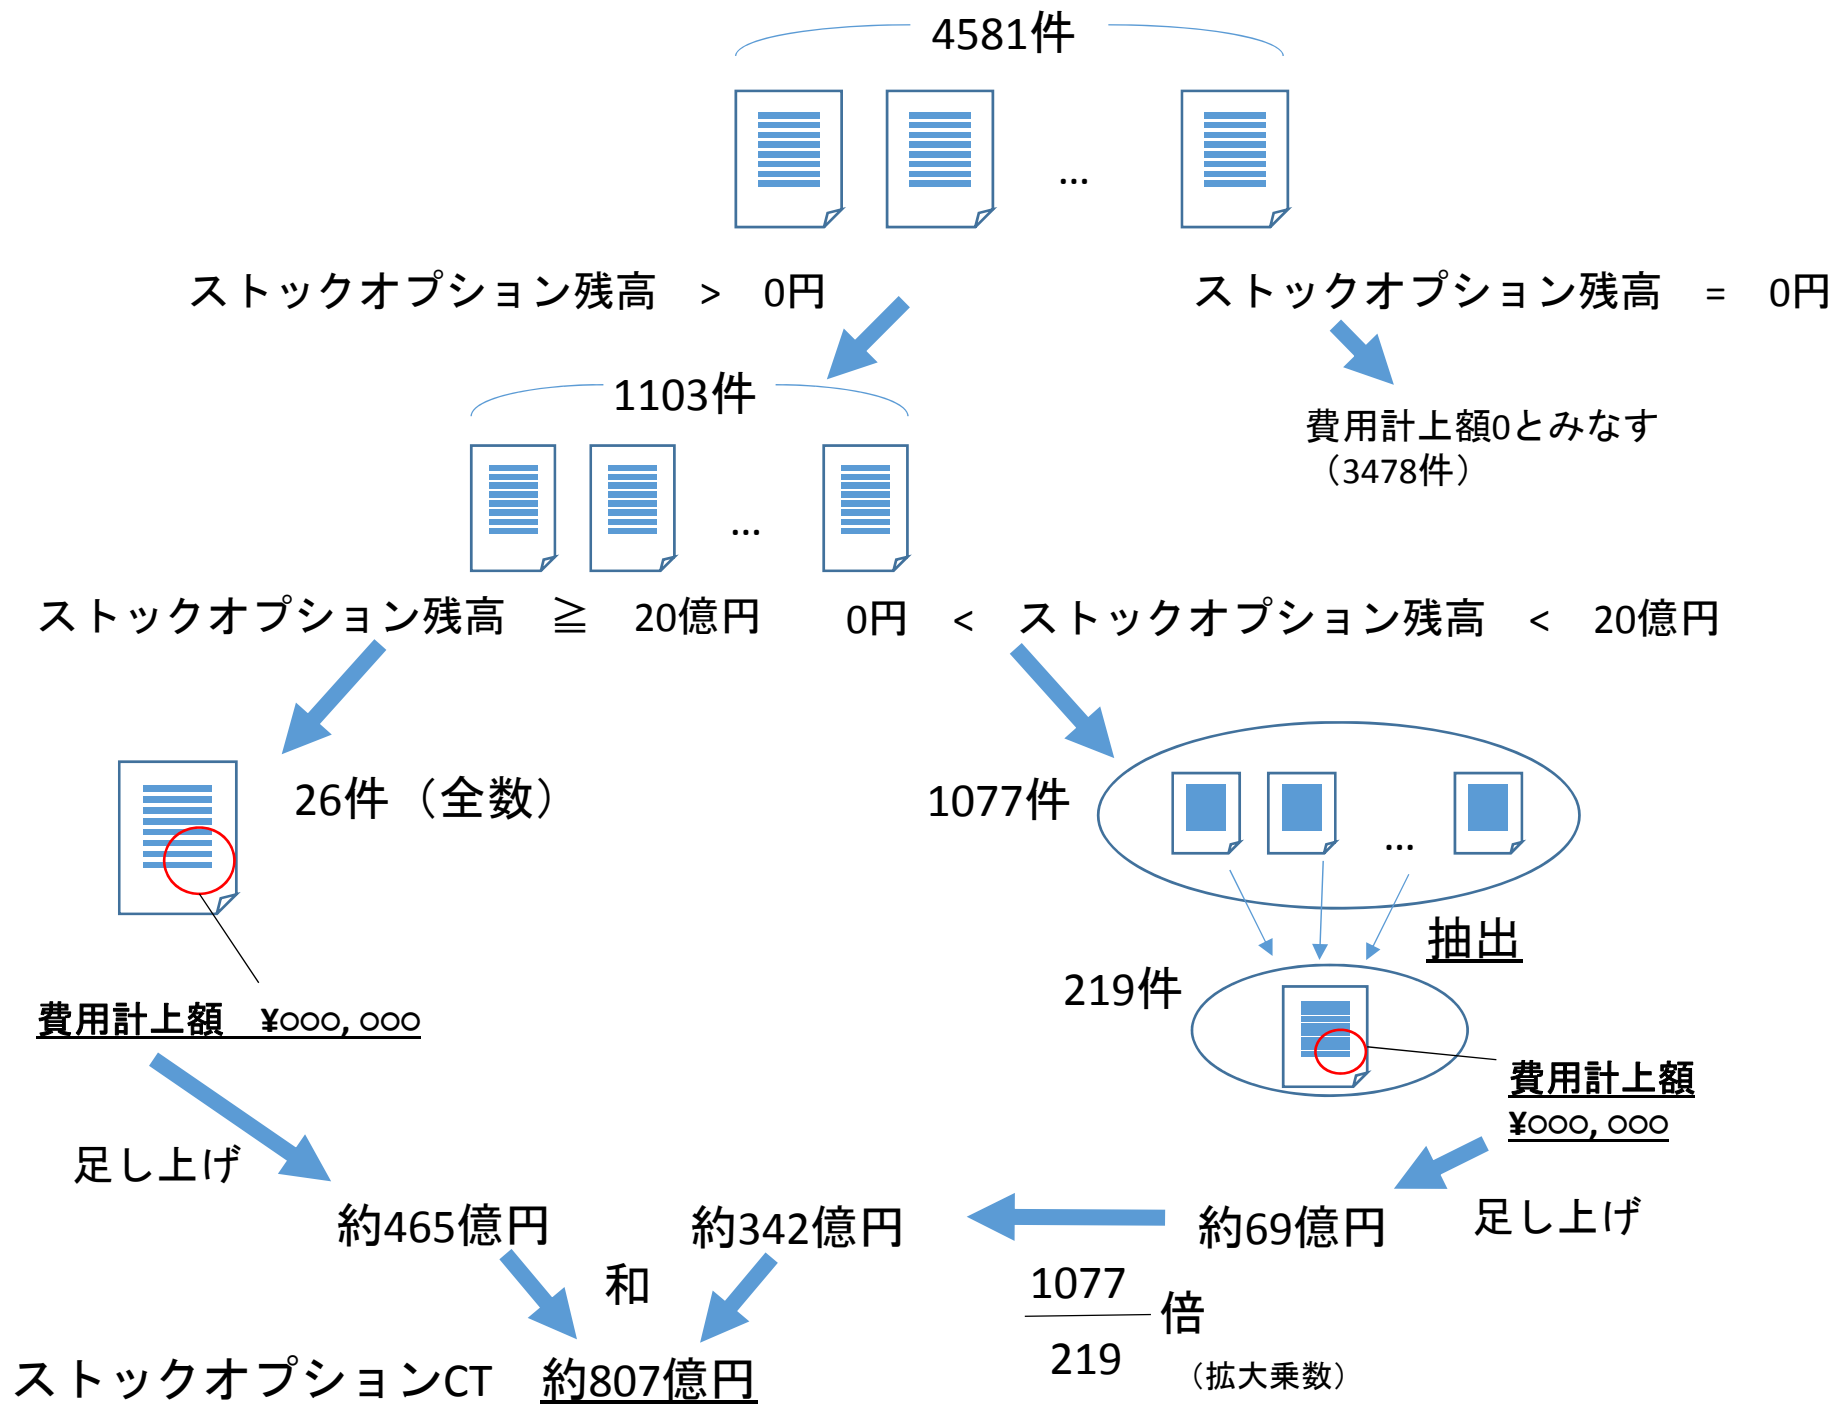 4581件
…
ストックオプション残高 > 0円
ストックオプション残高 = 0円
1103件
費用計上額0とみなす
（3478件）
…
ストックオプション残高 ≧ 20億円
0円 < ストックオプション残高 < 20億円
26件（全数）
1077件
…
抽出
219件
費用計上額 ¥○○○,○○○
費用計上額
¥○○○,○○○
足し上げ
足し上げ
約465億円
約342億円
約69億円
和
1077
219
倍
（拡大乗数）
ストックオプションCT 約807億円